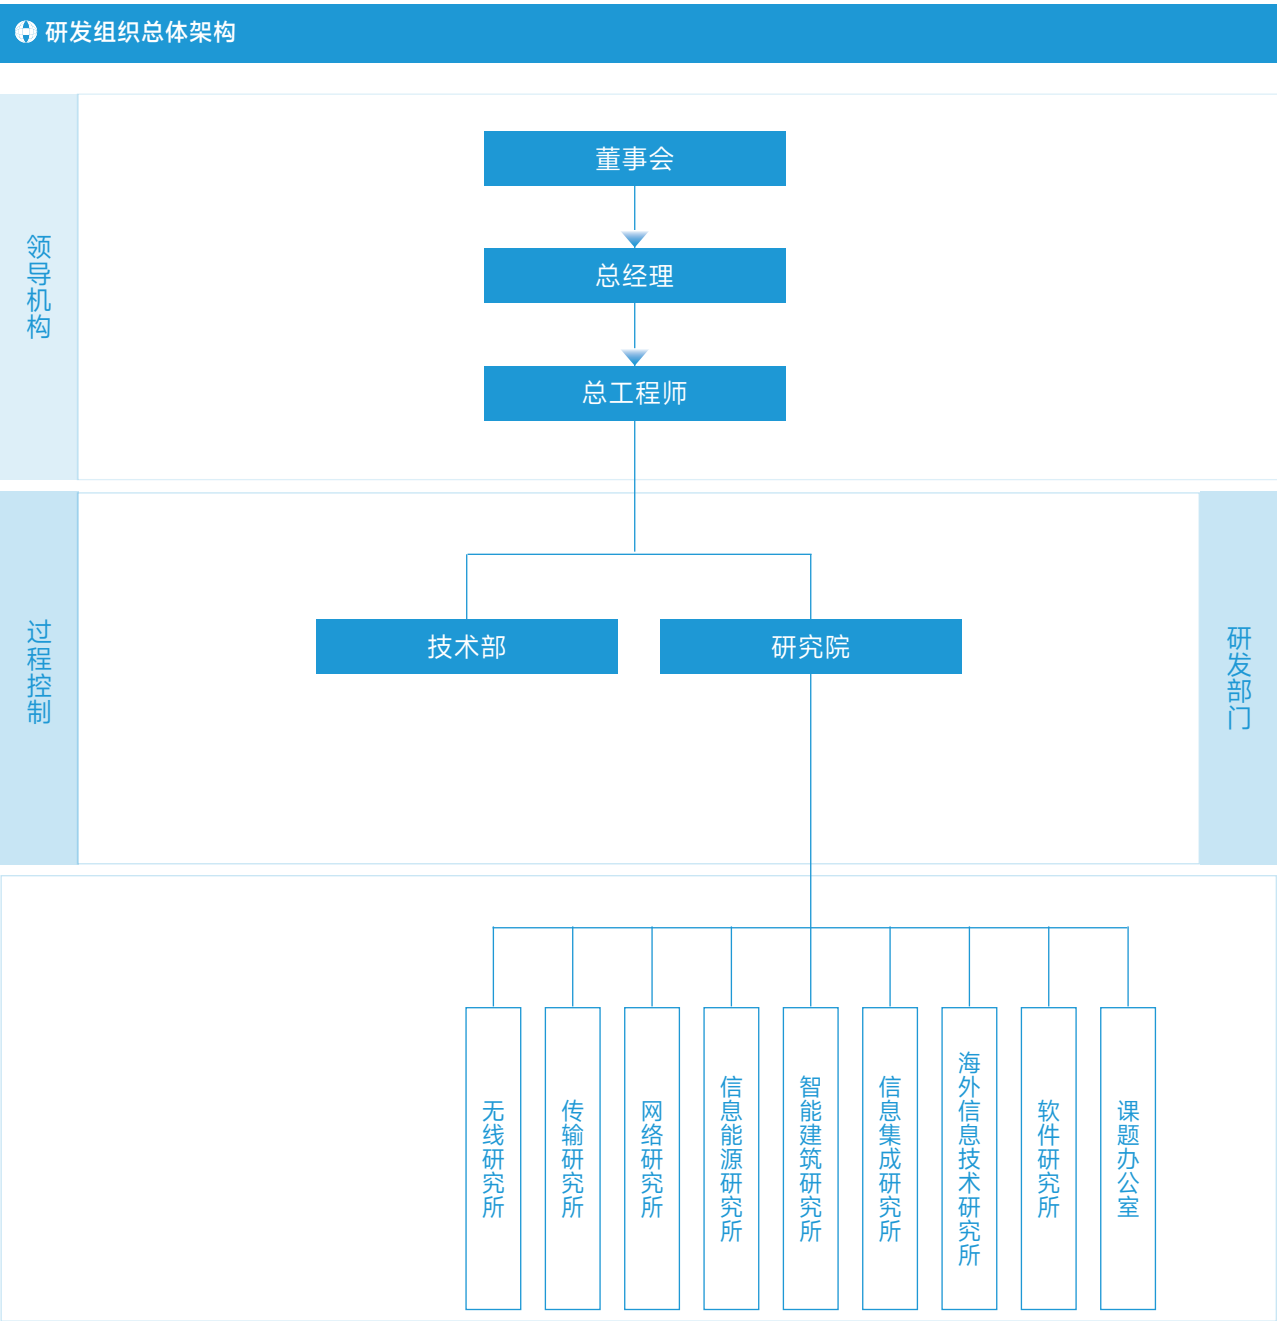 研发组织总体架构
领导机构
董事会
总经理
总工程师
过程控制
技术部
研究院
研发部门
无线研究所
传输研究所
网络研究所
信息能源研究所
智能建筑研究所
信息集成研究所
海外信息技术研究所
软件研究所
课题办公室